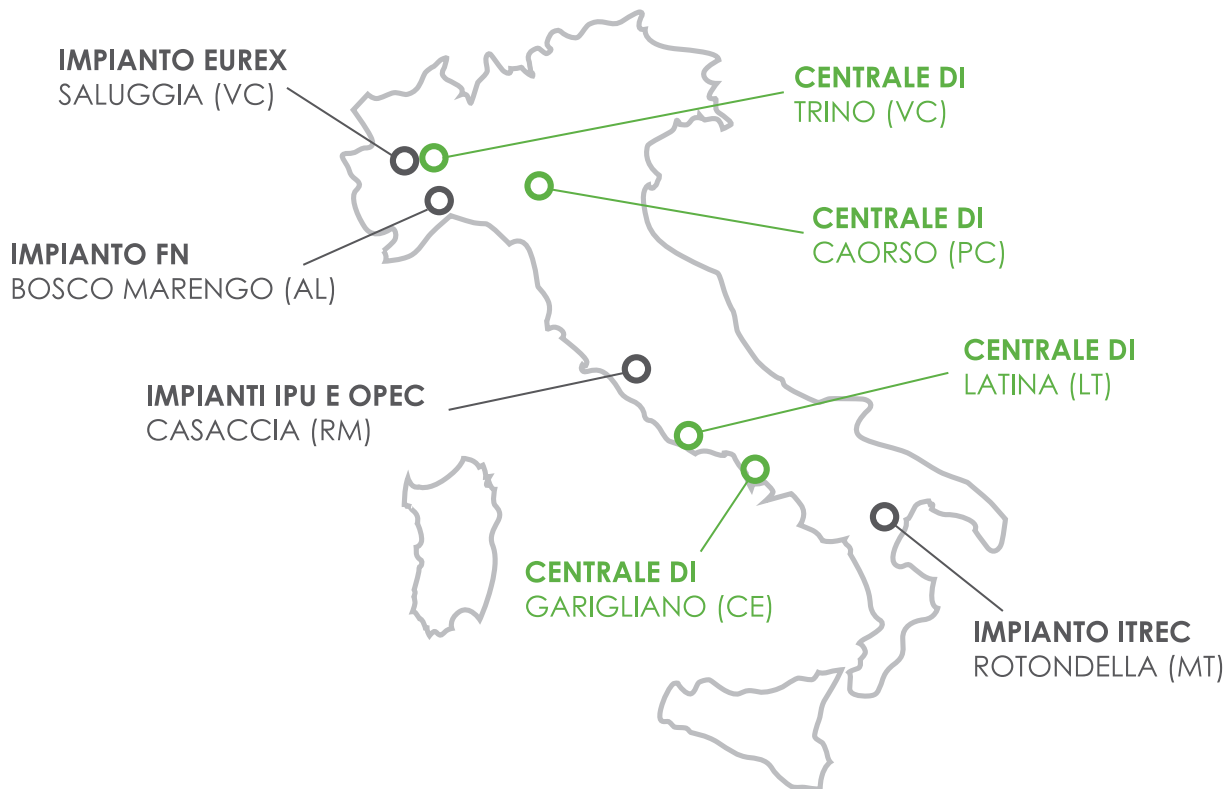 IMPIANTO EUREX
SALUGGIA (VC)
CENTRALE DI
TRINO (VC)
CENTRALE DI
CAORSO (PC)
IMPIANTO FN
BOSCO MARENGO (AL)
CENTRALE DI
LATINA (LT)
IMPIANTI IPU E OPEC
CASACCIA (RM)
CENTRALE DI
GARIGLIANO (CE)
IMPIANTO ITREC
ROTONDELLA (MT)